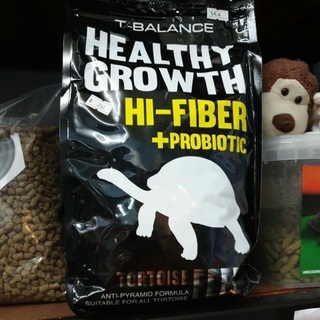 T-BALANCE
HEALTHY
GROWTH
HI-FIBER
+PROBIOTIC
TORTOISE
ANTI-PYRAMID FORMULA
SUITABLE FOR ALL TORTOISE